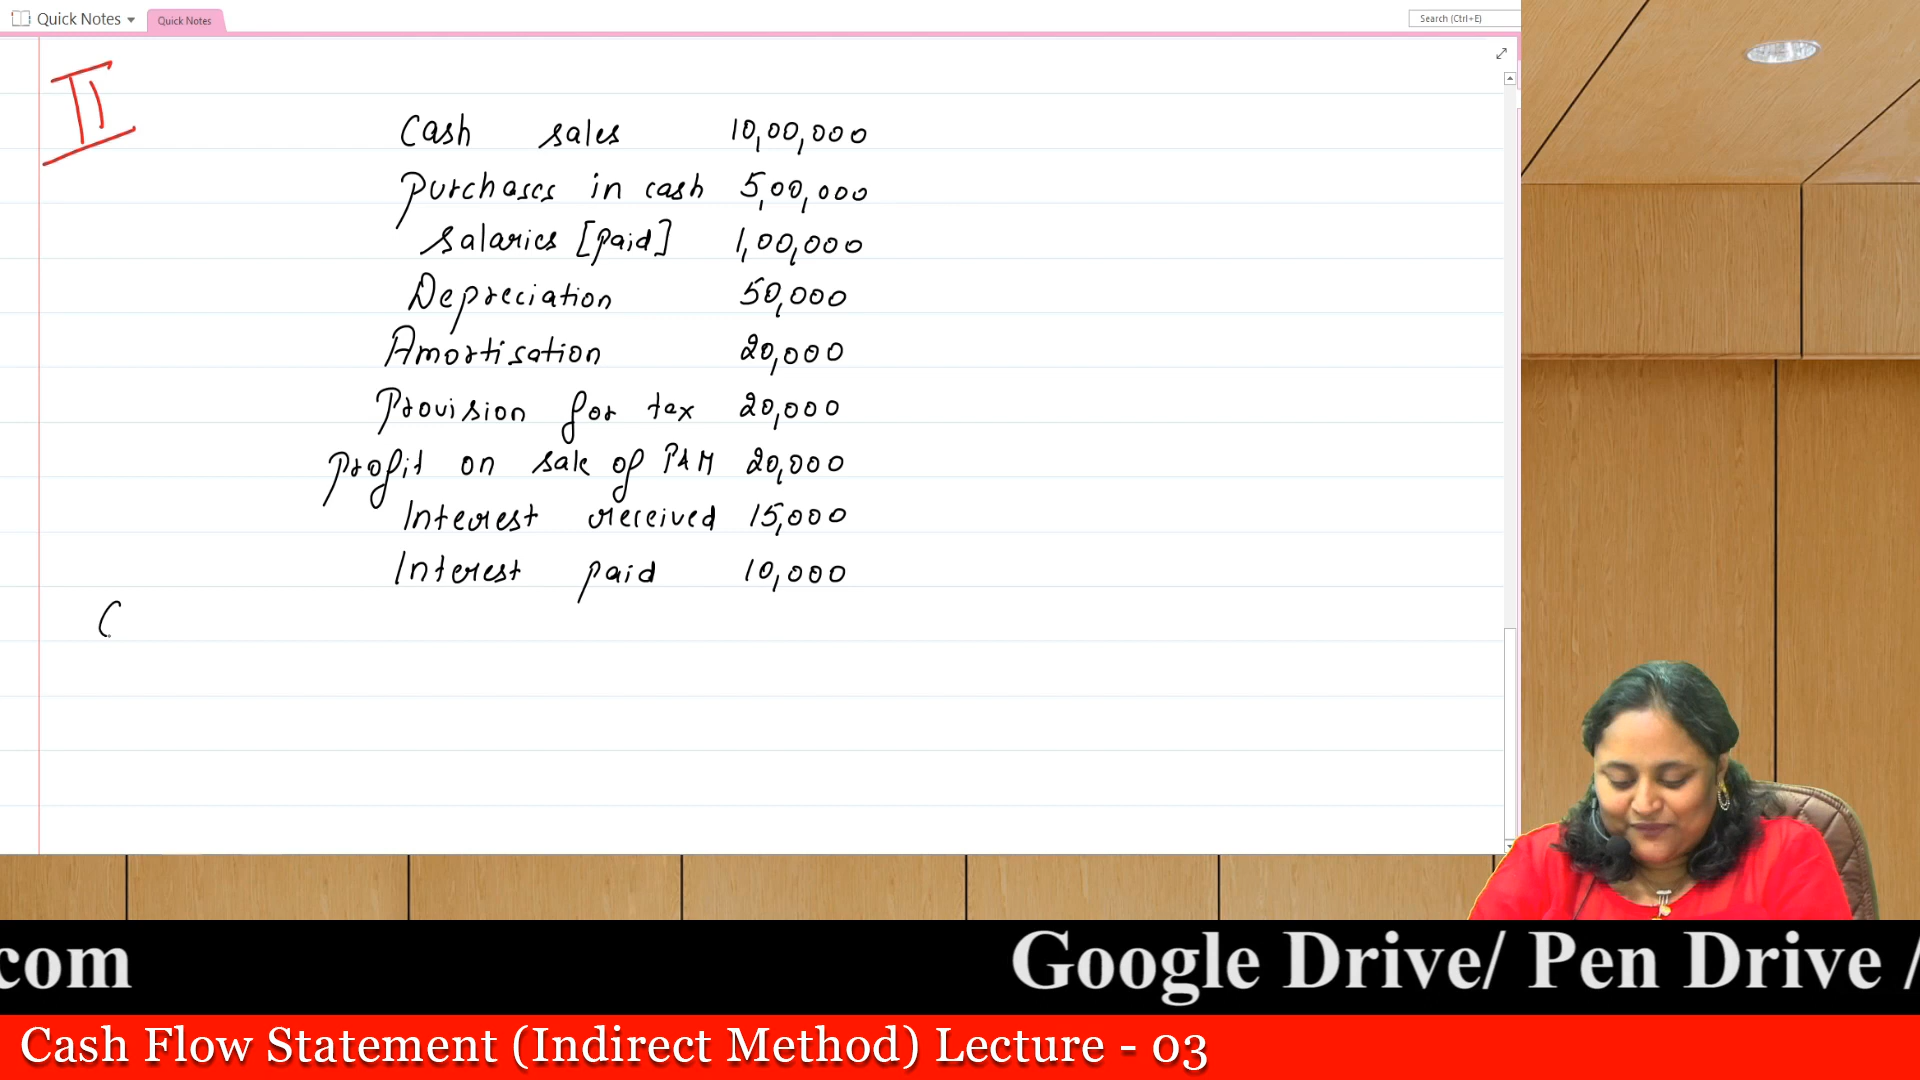 Quick Notes
Quick Notes
Search (Ctrl+E)
II
Cash sales 10,00,000
Purchases in cash 5,00,000
Salaries [paid] 1,00,000
Depreciation 50,000
Amortisation 20,000
Provision for tax 20,000
Profit on sale of P&M 20,000
Interest received 15,000
Interest paid 10,000
C
com Google Drive/ Pen Drive /
Cash Flow Statement (Indirect Method) Lecture - 03